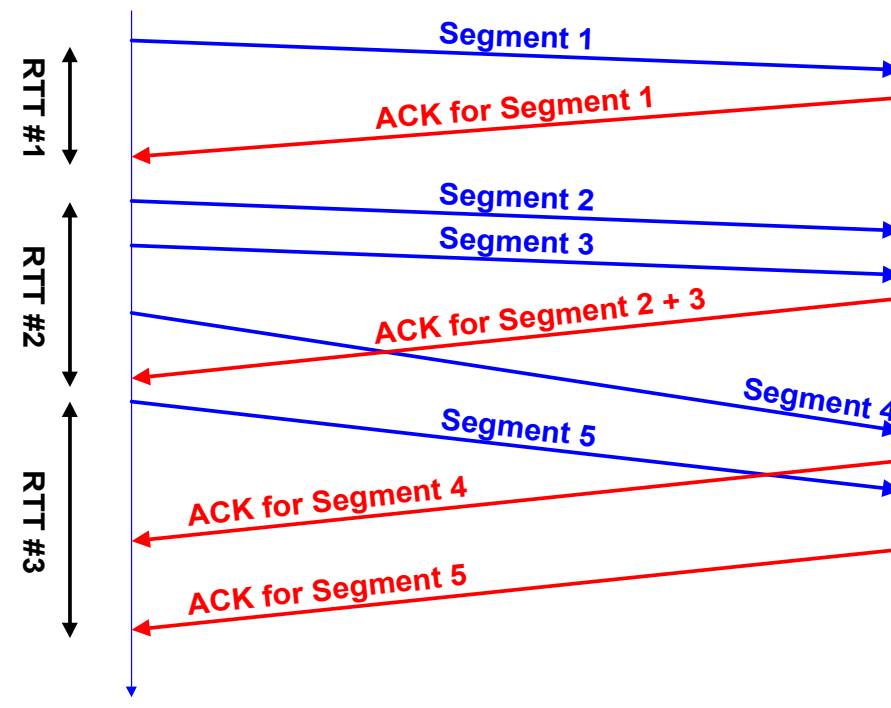 RTT #1
Segment 1
ACK for Segment 1
RTT #2
Segment 2
Segment 3
ACK for Segment 2 + 3
Segment 4
RTT #3
Segment 5
ACK for Segment 4
ACK for Segment 5